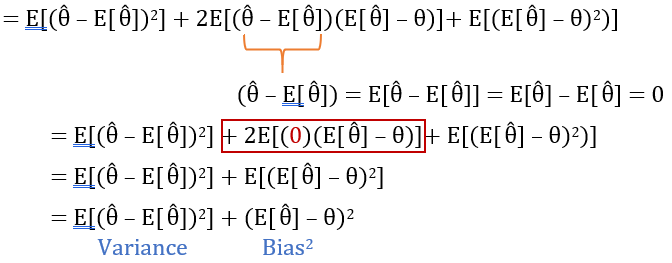 = E[(θ̂ – E[θ̂])²] + 2E[(θ̂ – E[θ̂])(E[θ̂] – θ)]+ E[(E[θ̂] – θ)²)]
(θ̂ – E[θ̂]) = E[θ̂ – E[θ̂]] = E[θ̂] – E[θ̂] = 0
= E[(θ̂ – E[θ̂])²] + 2E[(0)(E[θ̂] – θ)]+ E[(E[θ̂] – θ)²)]
= E[(θ̂ – E[θ̂])²] + E[(E[θ̂] – θ)²]
= E[(θ̂ – E[θ̂])²] + (E[θ̂] – θ)²
Variance Bias²